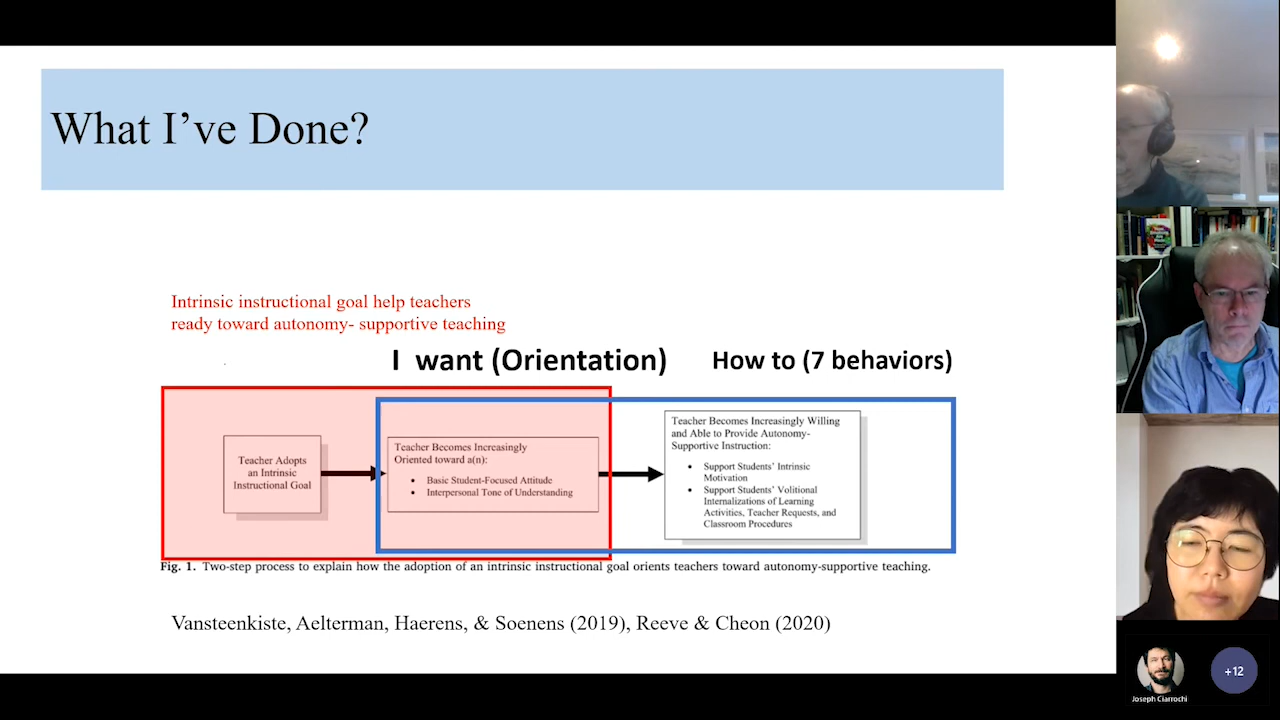 What I've Done?
Intrinsic instructional goal help teachers
ready toward autonomy- supportive teaching
I want (Orientation)
How to (7 behaviors)
Teacher Adopts
an Intrinsic
Instructional Goal
Teacher Becomes Increasingly
Oriented toward a(n):
• Basic Student-Focused Attitude
• Interpersonal Tone of Understanding
Teacher Becomes Increasingly Willing
and Able to Provide Autonomy-
Supportive Instruction:
• Support Students' Intrinsic
Motivation
• Support Students' Volitional
Internalizations of Learning
Activities, Teacher Requests, and
Classroom Procedures
Fig. 1. Two-step process to explain how the adoption of an intrinsic instructional goal orients teachers toward autonomy-supportive teaching.
Vansteenkiste, Aelterman, Haerens, & Soenens (2019), Reeve & Cheon (2020)
Joseph Ciarrochi
+12